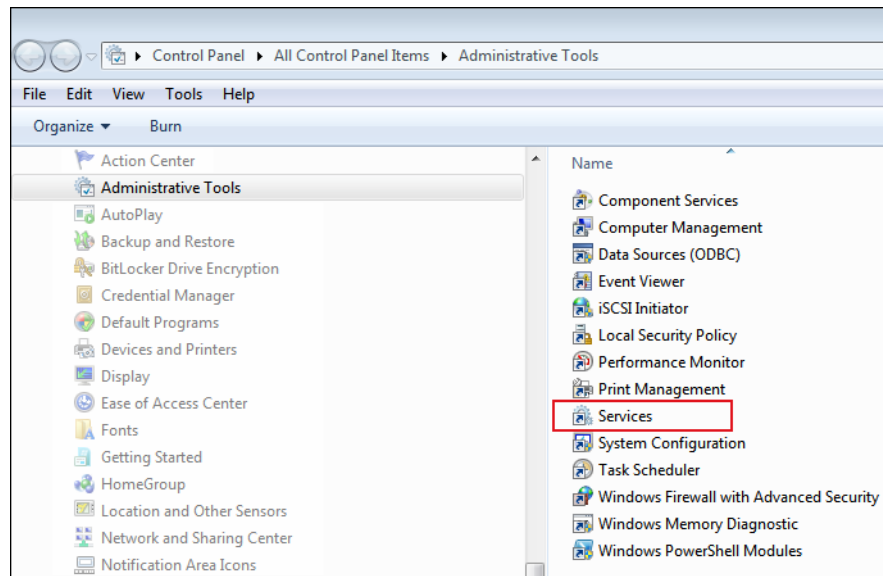 Control Panel All Control Panel Items Administrative Tools
File Edit View Tools Help
Organize Burn
Action Center
Administrative Tools
AutoPlay
Backup and Restore
BitLocker Drive Encryption
Credential Manager
Default Programs
Devices and Printers
Display
Ease of Access Center
Fonts
Getting Started
HomeGroup
Location and Other Sensors
Network and Sharing Center
Notification Area Icons
Name
Component Services
Computer Management
Data Sources (ODBC)
Event Viewer
iSCSI Initiator
Local Security Policy
Performance Monitor
Print Management
Services
System Configuration
Task Scheduler
Windows Firewall with Advanced Security
Windows Memory Diagnostic
Windows PowerShell Modules